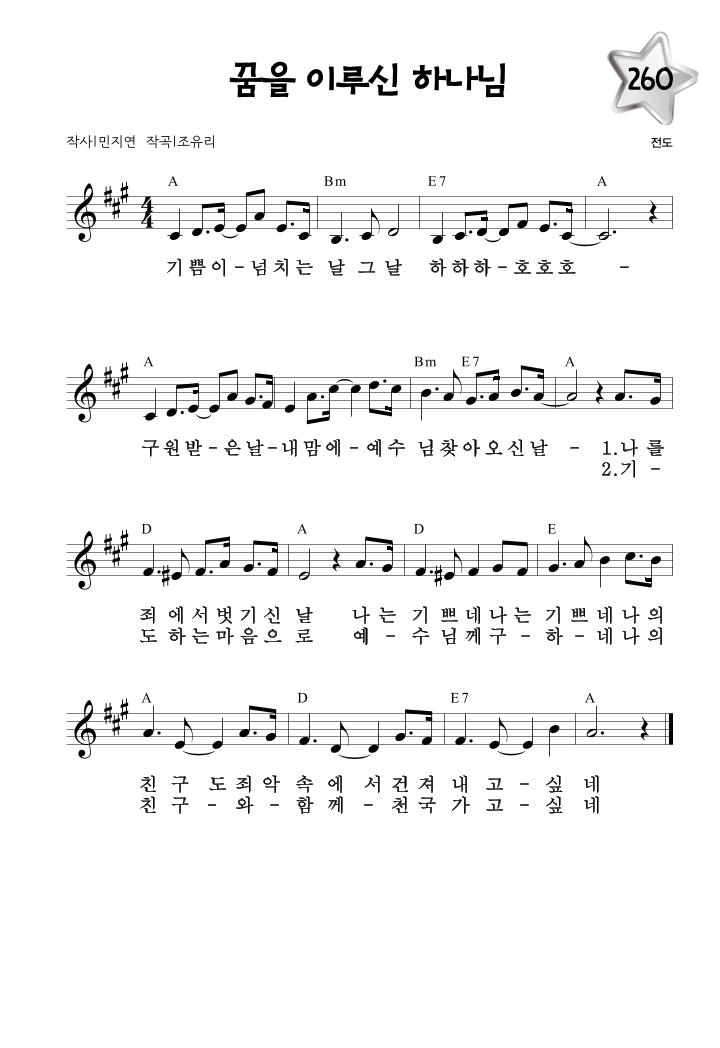 꿈을 이루신 하나님
260
작사|민지연 작곡|조유리
전도
A Bm E7 A
4
4
기쁨이-넘치는 날 그 날 하하하-호호호 -
A Bm E7 A
구원받-은날-내맘에-예수 님찾아오신날 - 1.나를
2.기 -
D A D E
죄 에서벗기신 날 나는 기 쁘네나는 기쁘네나의
도 하는마음으 로 예- 수님께구-하-네나의
A D E7 A
친 구 도죄악 속 에 서건져 내 고-싶네
친 구-와-함께-천국 가고-싶네